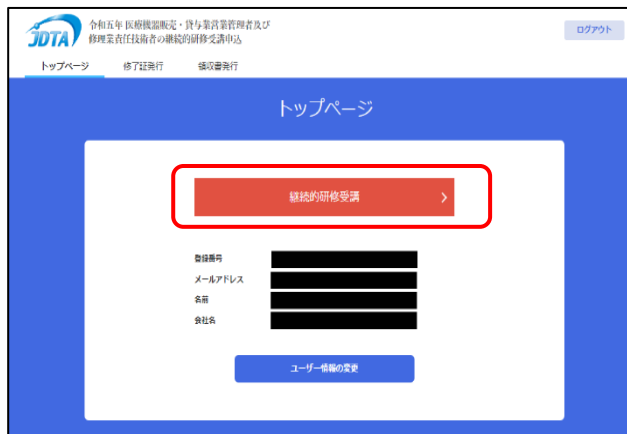 JDTA
令和五年 医療機器販売・貸与業営業管理者及び
修理業責任技術者の継続的研修受講申込
ログアウト
トップページ 修了証発行 領収書発行
トップページ
継続的研修受講
登録番号
メールアドレス
名前
会社名
ユーザー情報の変更